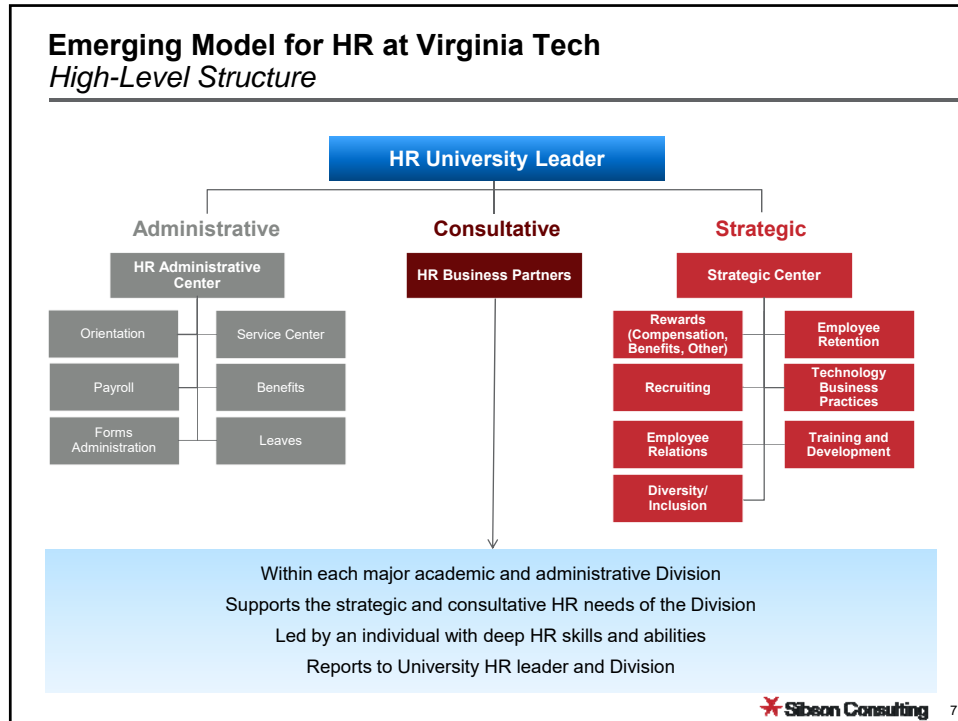 Emerging Model for HR at Virginia Tech
High-Level Structure
HR University Leader
Administrative
HR Administrative
Center
Orientation
Service Center
Payroll
Benefits
Forms
Administration
Leaves
Consultative
HR Business Partners
Strategic
Strategic Center
Rewards
(Compensation,
Benefits, Other)
Employee
Retention
Recruiting
Technology
Business
Practices
Employee
Relations
Training and
Development
Diversity/
Inclusion
Within each major academic and administrative Division
Supports the strategic and consultative HR needs of the Division
Led by an individual with deep HR skills and abilities
Reports to University HR leader and Division
Sibson Consulting 7